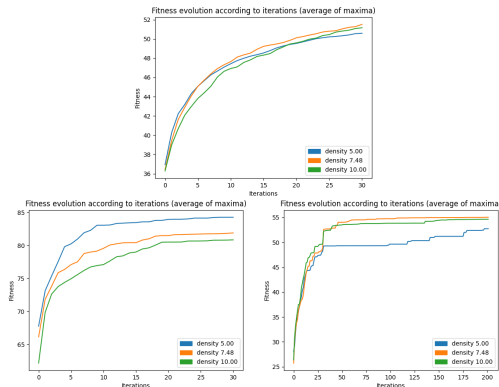 Fitness evolution according to iterations (average of maxima)
52
50
48
46
44
42
40
38
36
Fitness
0 5 10 15 20 25 30
Iterations
density 5.00
density 7.48
density 10.00
Fitness evolution according to iterations (average of maxima)
85
80
75
70
65
Fitness
0 5 10 15 20 25 30
Iterations
density 5.00
density 7.48
density 10.00
Fitness evolution according to iterations (average of maxima)
55
50
45
40
35
30
25
Fitness
0 25 50 75 100 125 150 175 200
Iterations
density 5.00
density 7.48
density 10.00